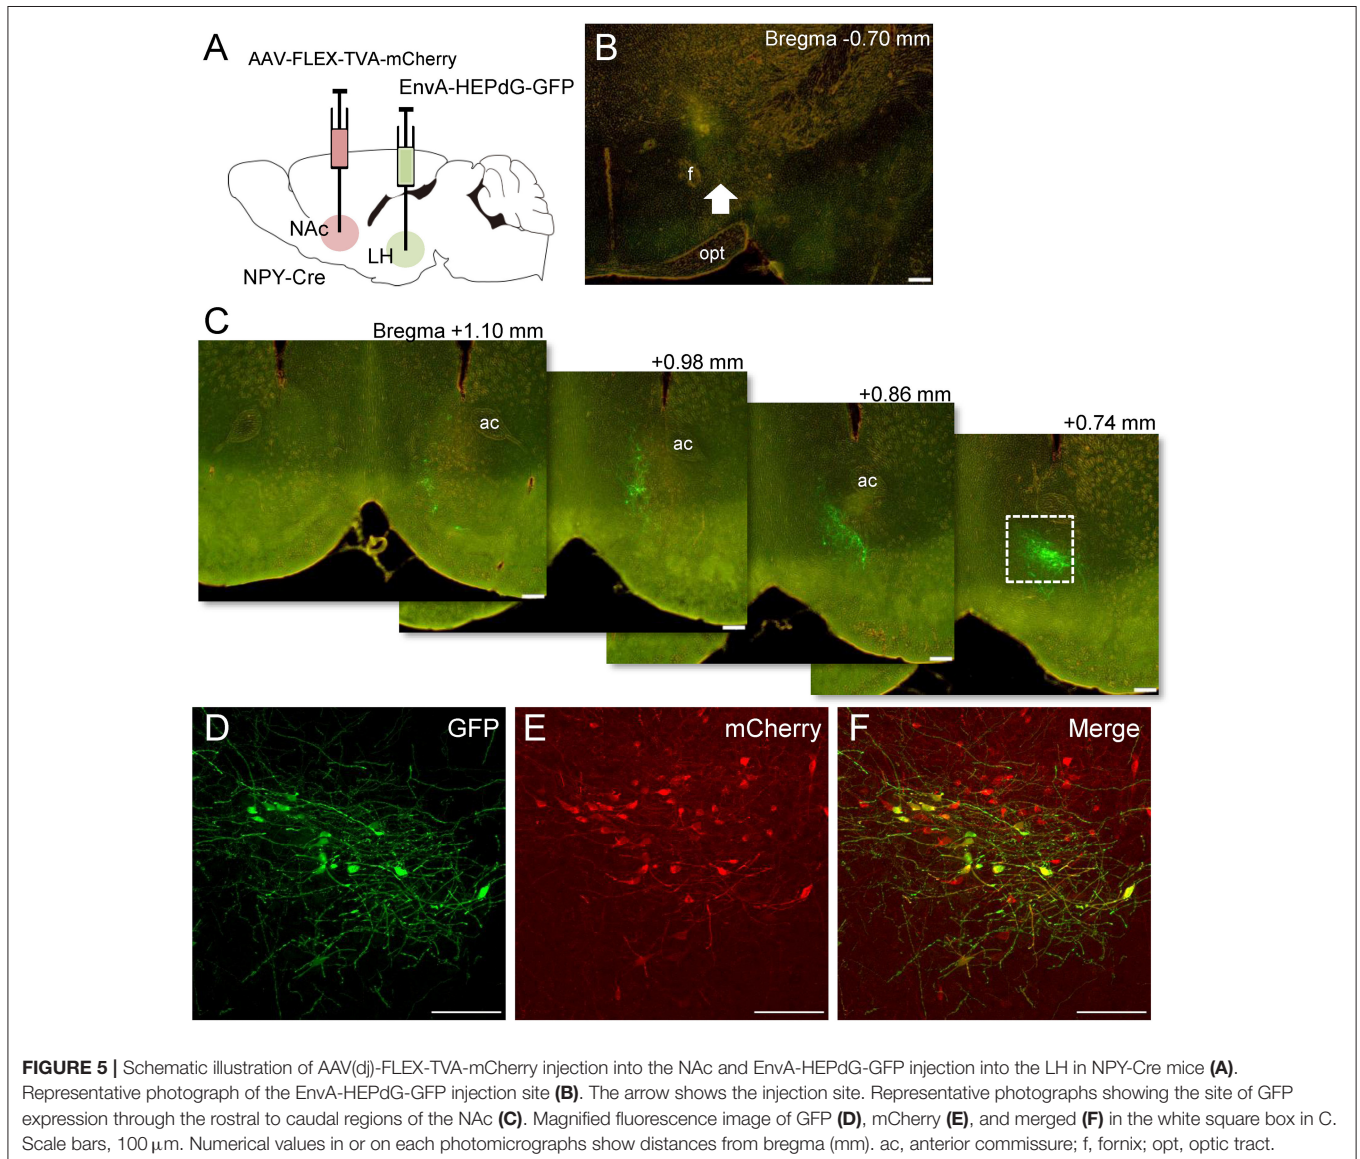 A
AAV-FLEX-TVA-mCherry
EnvA-HEPdG-GFP
NAc
LH
NPY-Cre
B
Bregma -0.70 mm
f
opt
C
Bregma +1.10 mm
ac
+0.98 mm
ac
+0.86 mm
ac
+0.74 mm
D
GFP
E
mCherry
F
Merge
FIGURE 5 | Schematic illustration of AAV(dj)-FLEX-TVA-mCherry injection into the NAc and EnvA-HEPdG-GFP injection into the LH in NPY-Cre mice (A).
Representative photograph of the EnvA-HEPdG-GFP injection site (B). The arrow shows the injection site. Representative photographs showing the site of GFP
expression through the rostral to caudal regions of the NAc (C). Magnified fluorescence image of GFP (D), mCherry (E), and merged (F) in the white square box in C.
Scale bars, 100 μm. Numerical values in or on each photomicrographs show distances from bregma (mm). ac, anterior commissure; f, fornix; opt, optic tract.